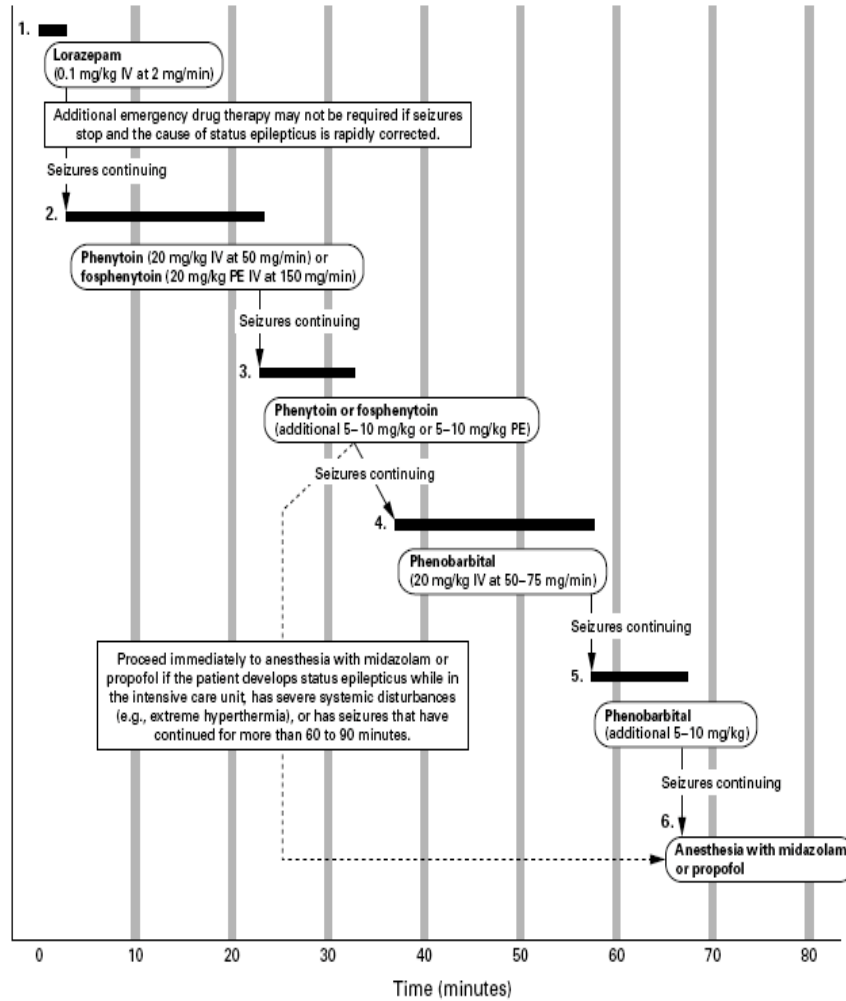 1.
Lorazepam
(0.1 mg/kg IV at 2 mg/min)
Additional emergency drug therapy may not be required if seizures
stop and the cause of status epilepticus is rapidly corrected.
Seizures continuing
2.
Phenytoin (20 mg/kg IV at 50 mg/min) or
fosphenytoin (20 mg/kg PE IV at 150 mg/min)
Seizures continuing
3.
Phenytoin or fosphenytoin
(additional 5–10 mg/kg or 5–10 mg/kg PE)
Seizures continuing
4.
Phenobarbital
(20 mg/kg IV at 50–75 mg/min)
Seizures continuing
Proceed immediately to anesthesia with midazolam or
propofol if the patient develops status epilepticus while in
the intensive care unit, has severe systemic disturbances
(e.g., extreme hyperthermia), or has seizures that have
continued for more than 60 to 90 minutes.
5.
Phenobarbital
(additional 5–10 mg/kg)
Seizures continuing
6.
Anesthesia with midazolam
or propofol
0 10 20 30 40 50 60 70 80
Time (minutes)